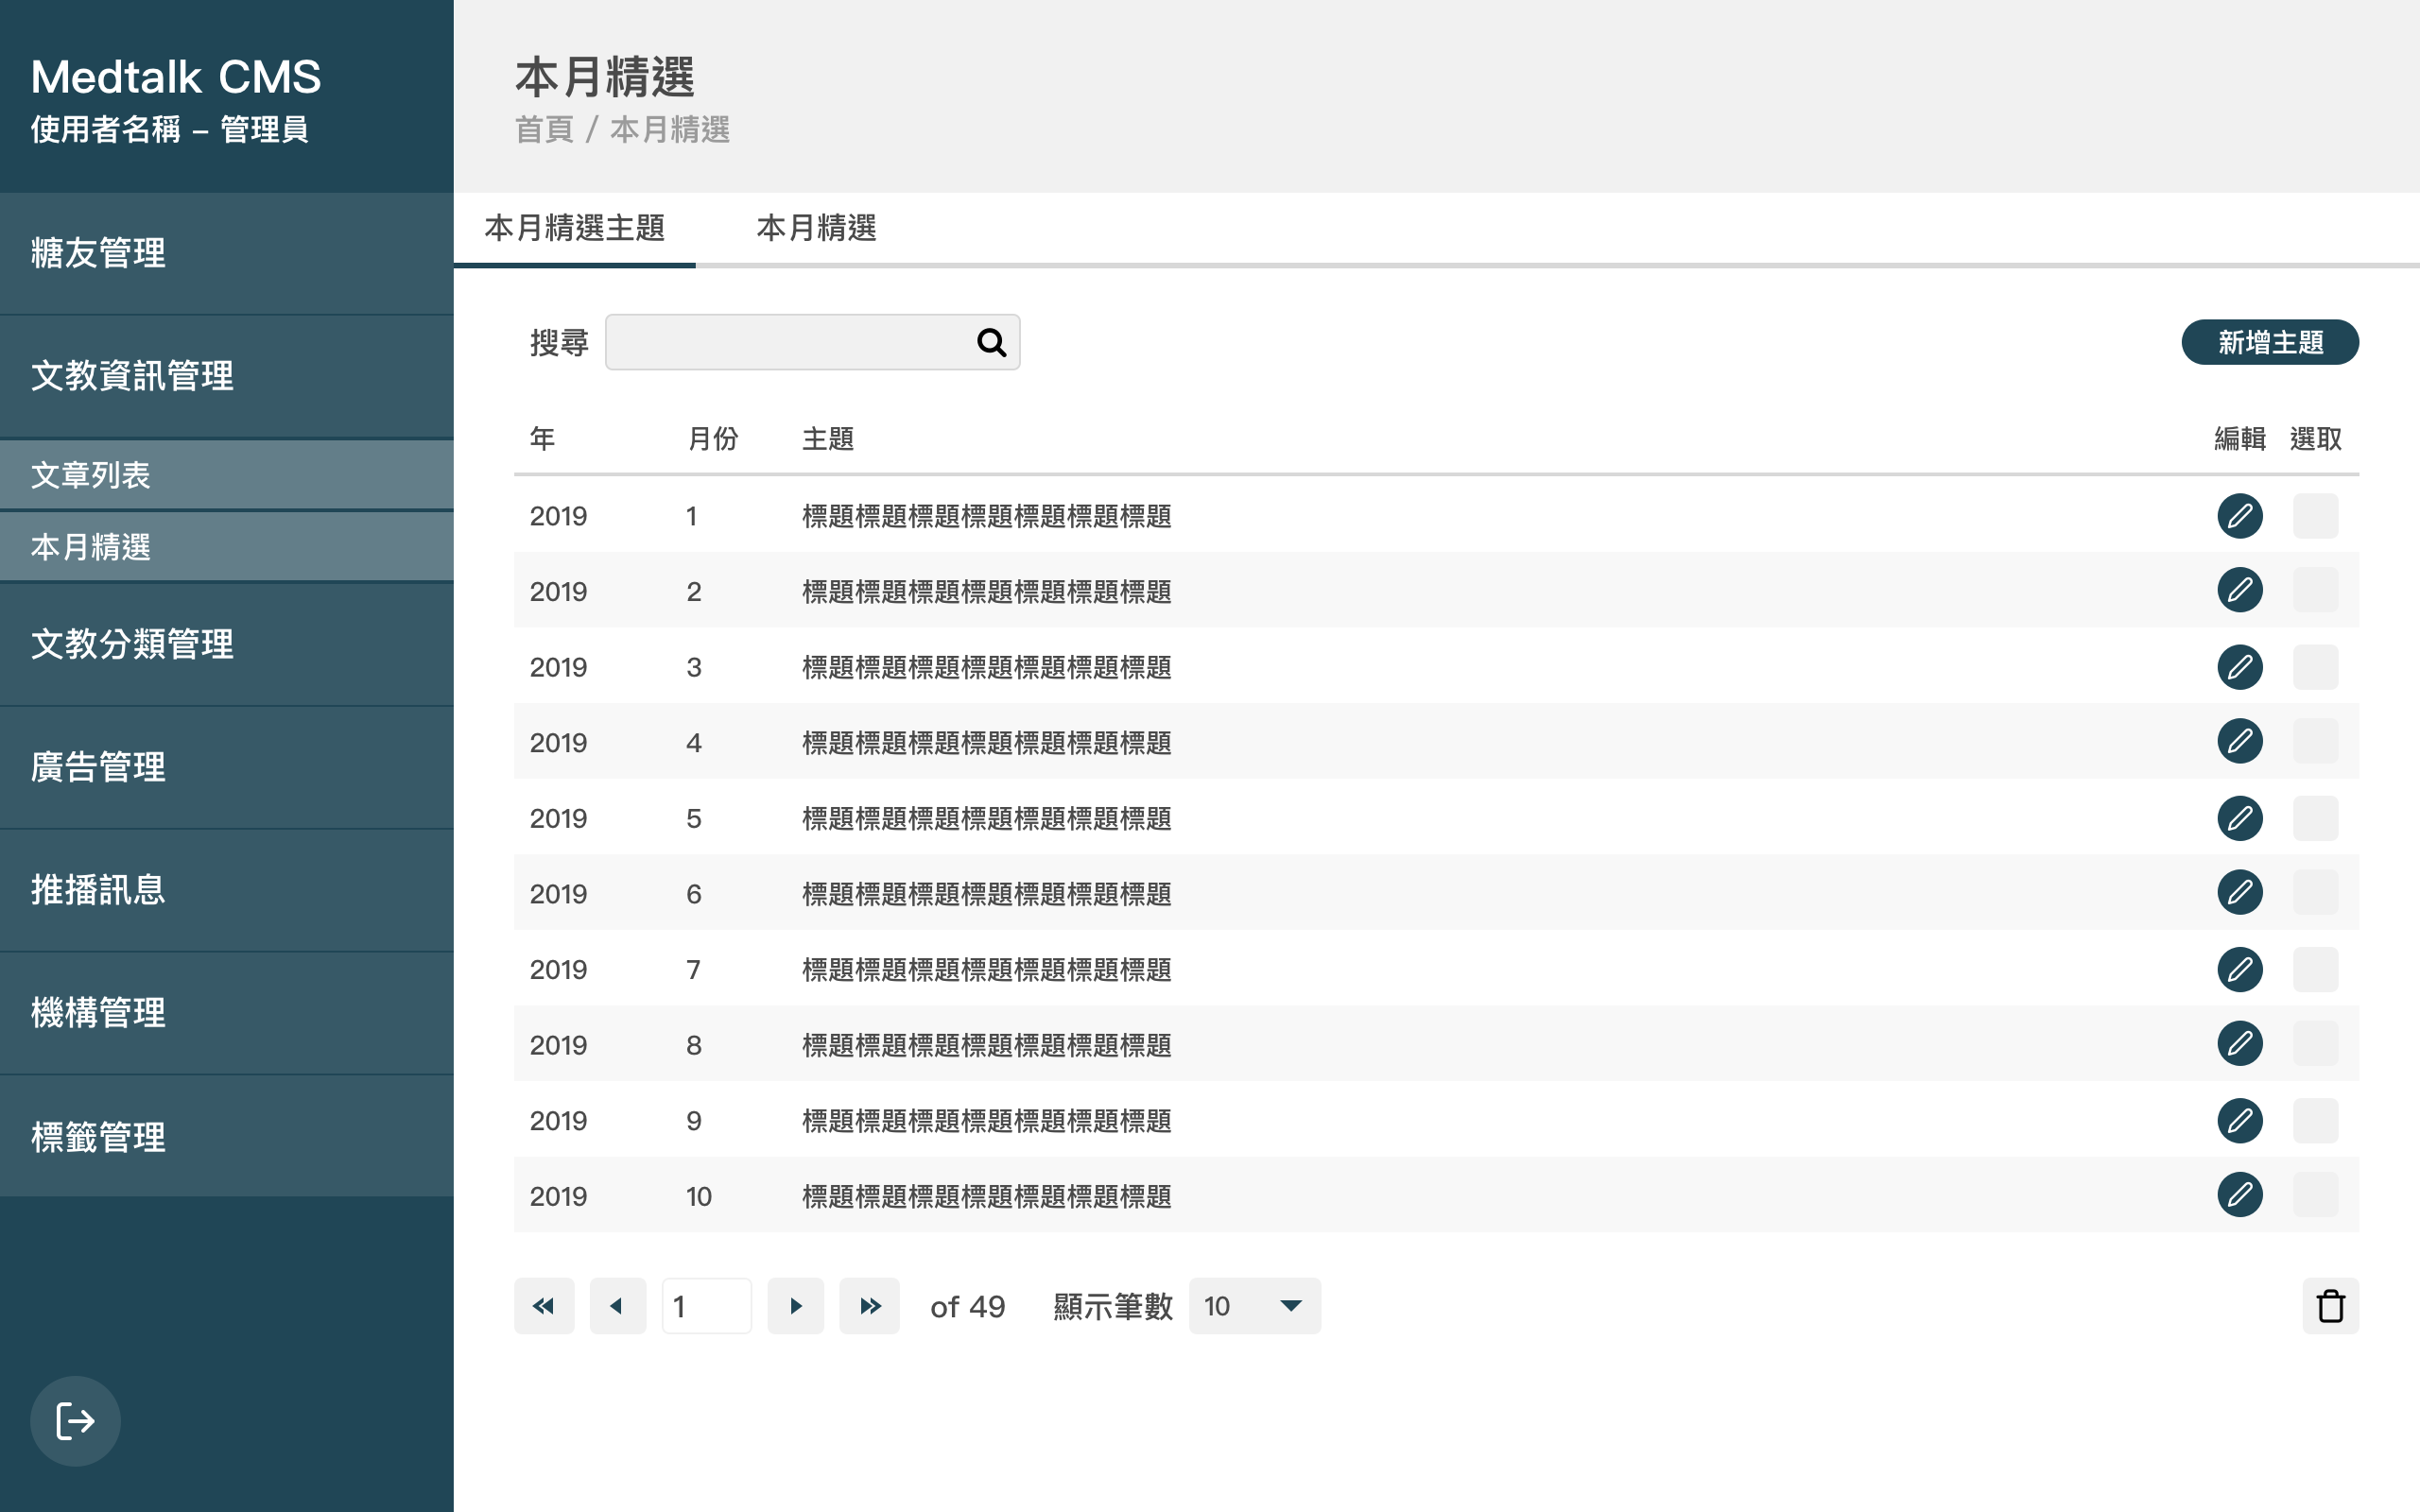 Medtalk CMS
使用者名稱 – 管理員
糖友管理
文教資訊管理
文章列表
本月精選
文教分類管理
廣告管理
推播訊息
機構管理
標籤管理
本月精選
首頁 / 本月精選
本月精選主題 本月精選
搜尋 新增主題
年 月份 主題 編輯 選取
2019 1 標題標題標題標題標題標題標題
2019 2 標題標題標題標題標題標題標題
2019 3 標題標題標題標題標題標題標題
2019 4 標題標題標題標題標題標題標題
2019 5 標題標題標題標題標題標題標題
2019 6 標題標題標題標題標題標題標題
2019 7 標題標題標題標題標題標題標題
2019 8 標題標題標題標題標題標題標題
2019 9 標題標題標題標題標題標題標題
2019 10 標題標題標題標題標題標題標題
1 of 49 顯示筆數 10